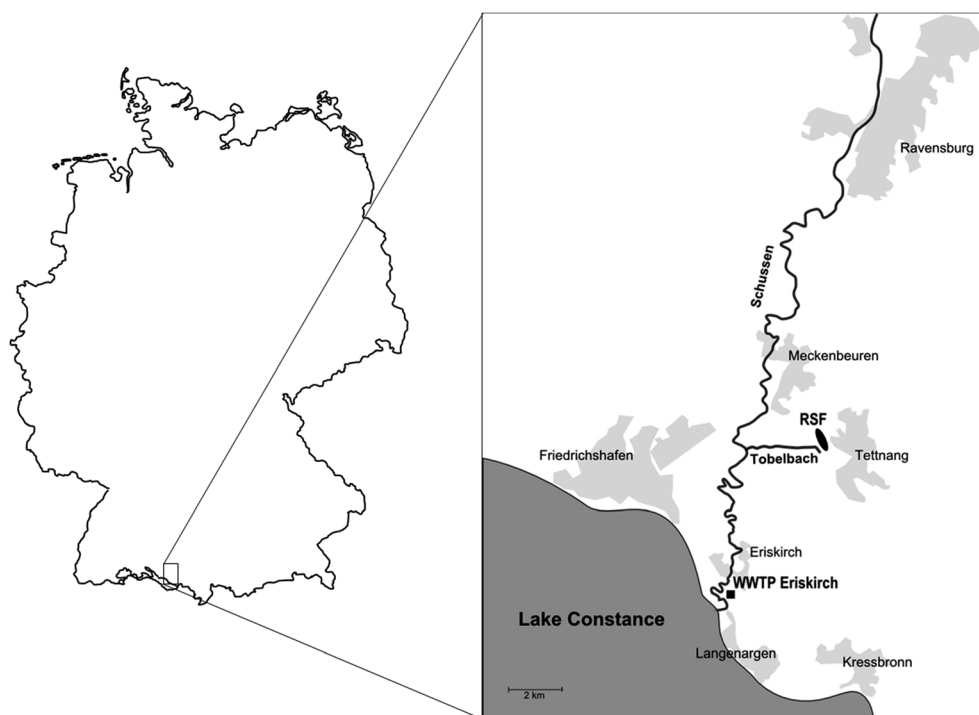 Ravensburg
Schussen
Meckenbeuren
RSF
Friedrichshafen
Tobelbach
Tettnang
Eriskirch
WWTP Eriskirch
Lake Constance
Langenargen
Kressbronn
2 km